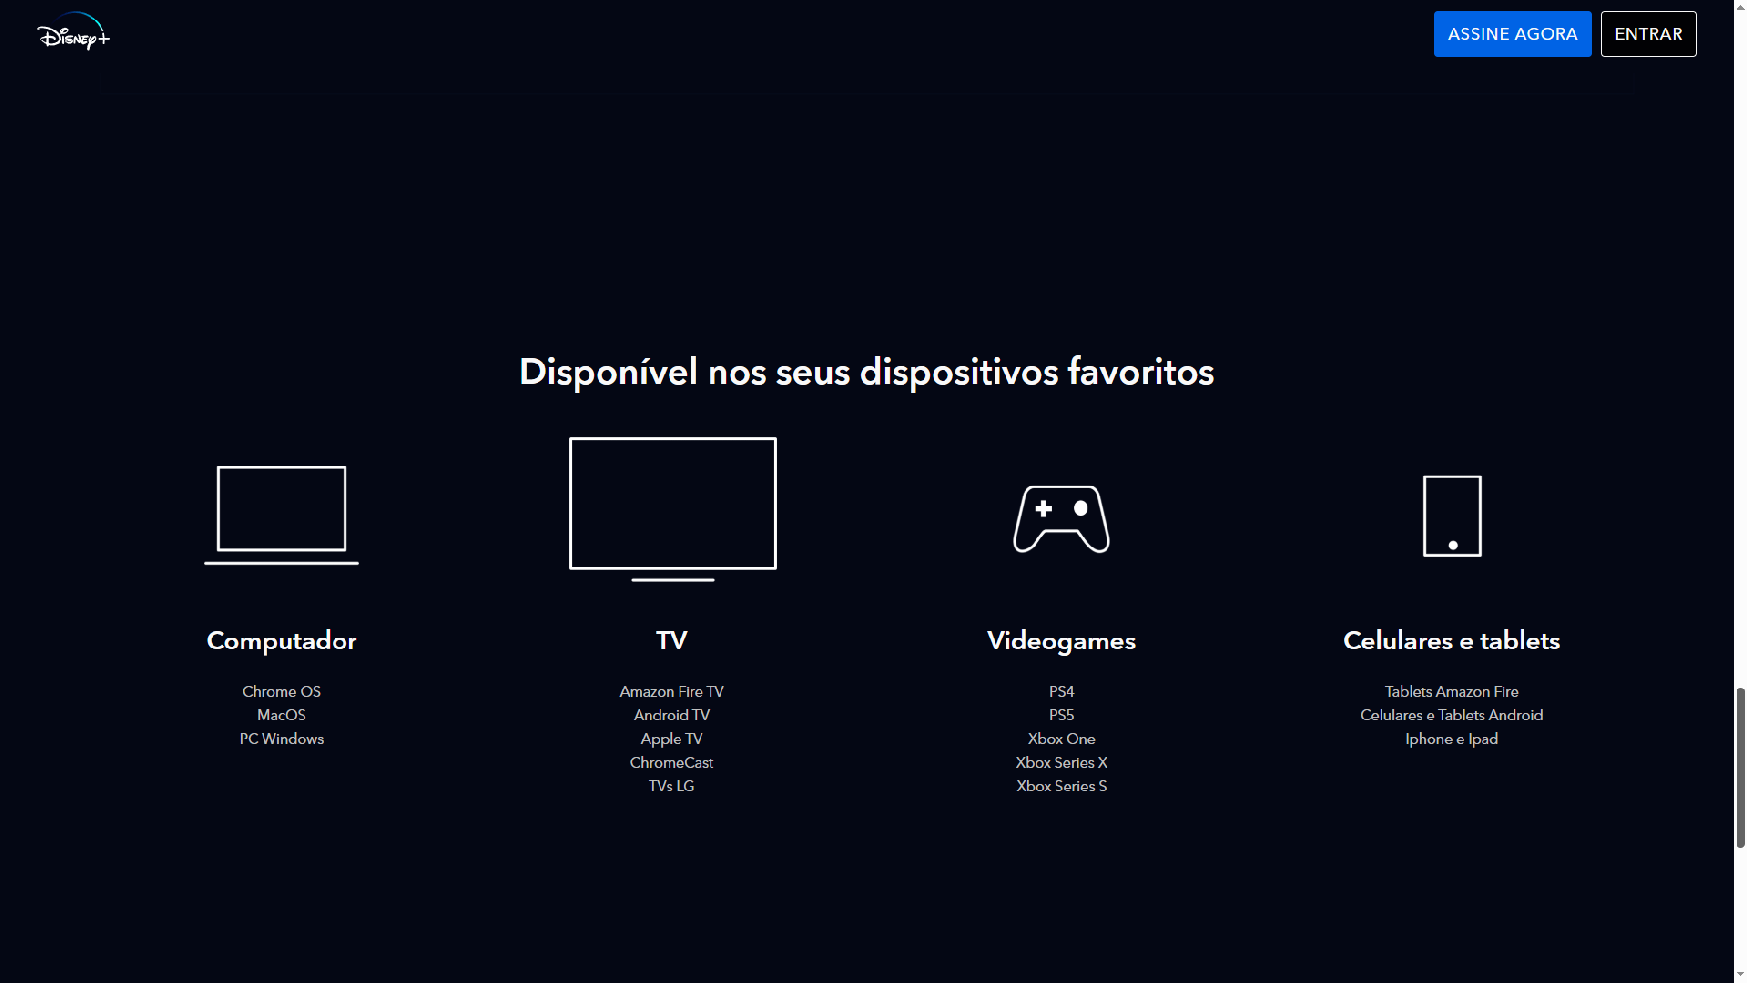 Disney+
ASSINE AGORA
ENTRAR
Disponível nos seus dispositivos favoritos
Computador
Chrome OS
MacOS
PC Windows
TV
Amazon Fire TV
Android TV
Apple TV
ChromeCast
TVs LG
Videogames
PS4
PS5
Xbox One
Xbox Series X
Xbox Series S
Celulares e tablets
Tablets Amazon Fire
Celulares e Tablets Android
Iphone e Ipad